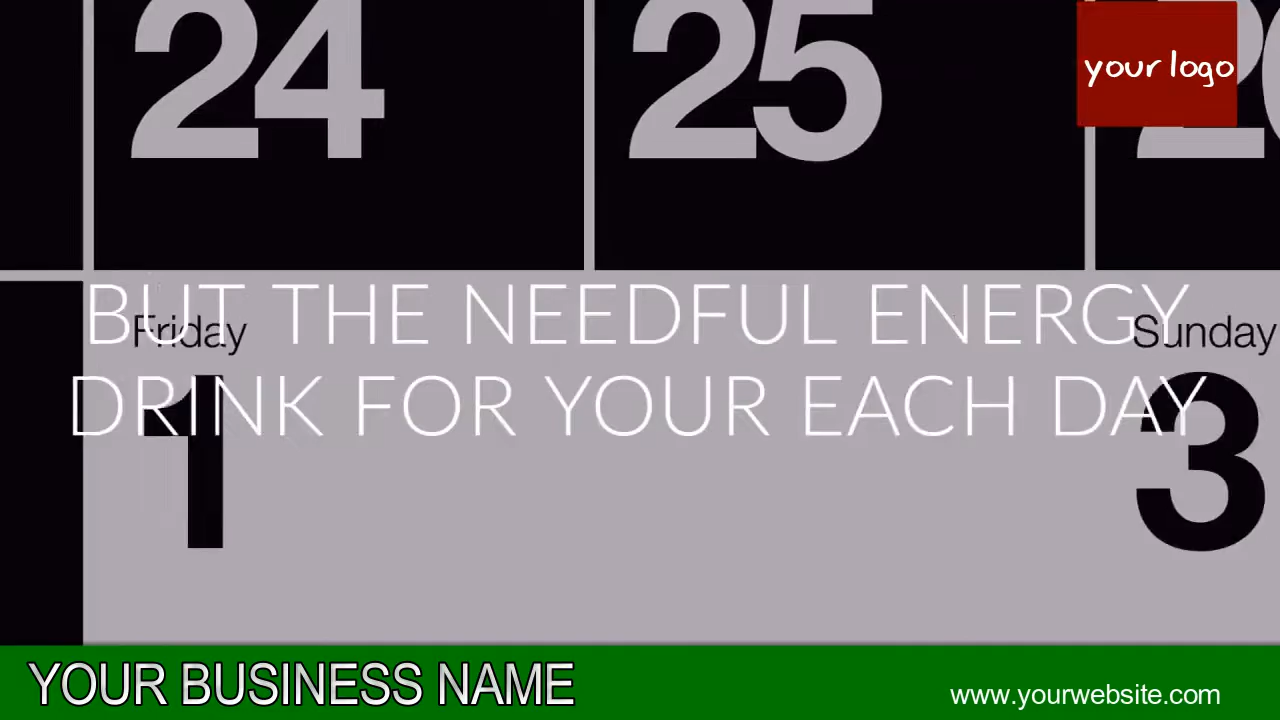 24 25
your logo
BUT THE NEEDFUL ENERGY
Friday Sunday
DRINK FOR YOUR EACH DAY
1 3
YOUR BUSINESS NAME
www.yourwebsite.com